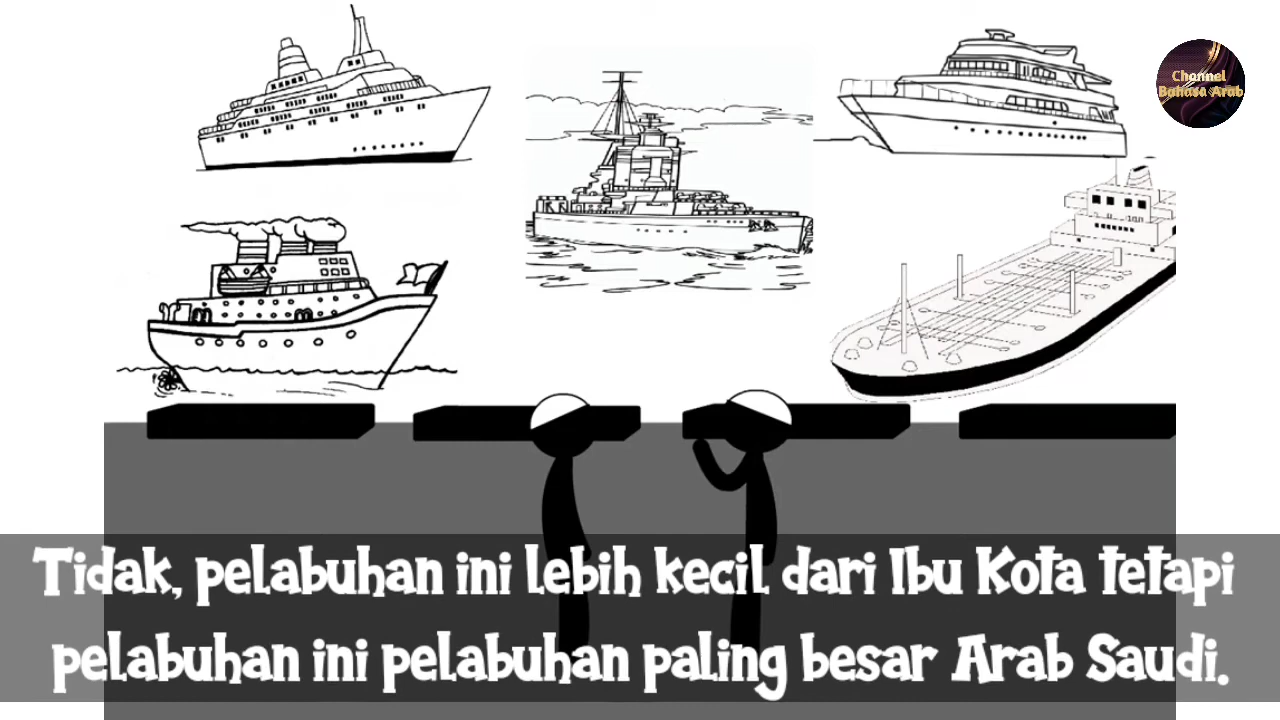 Channel
Bahasa Arab
Tidak, pelabuhan ini lebih kecil dari Ibu Kota tetapi
pelabuhan ini pelabuhan paling besar Arab Saudi.